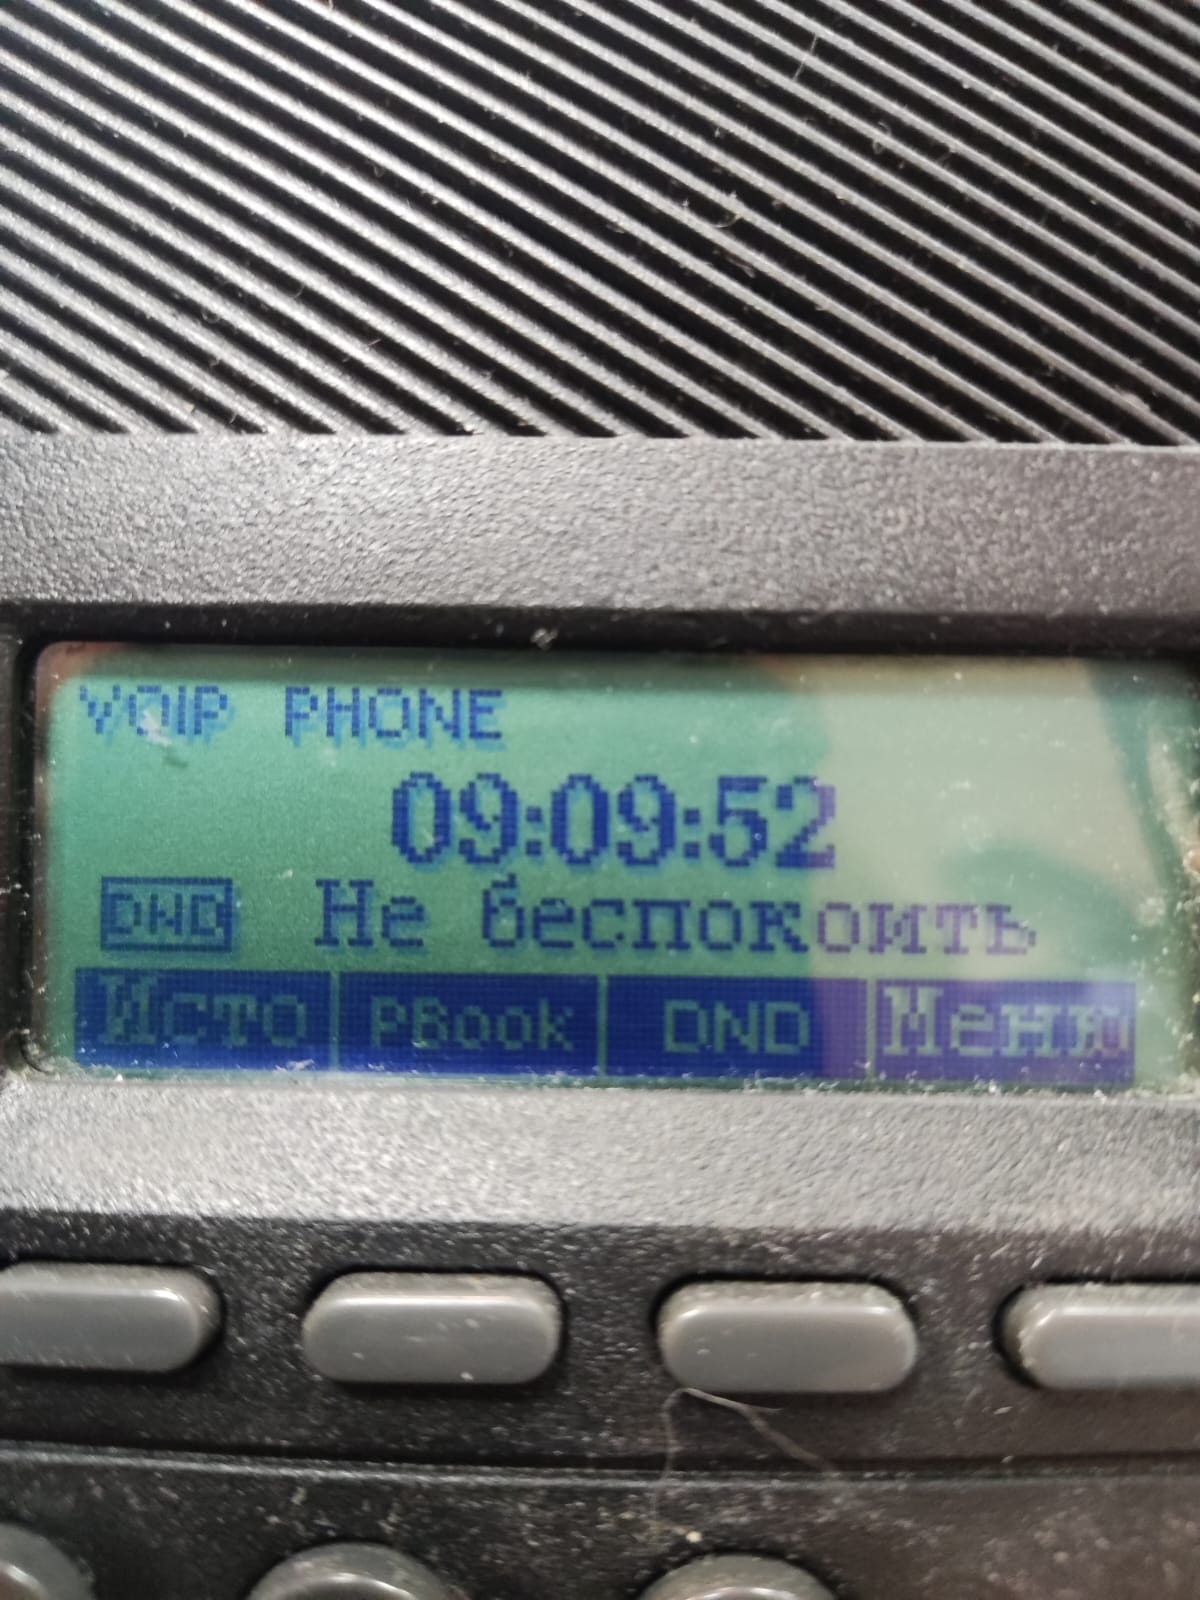 VOIP PHONE
09:09:52
DND Не беспокоить
Исто PBook DND Меню